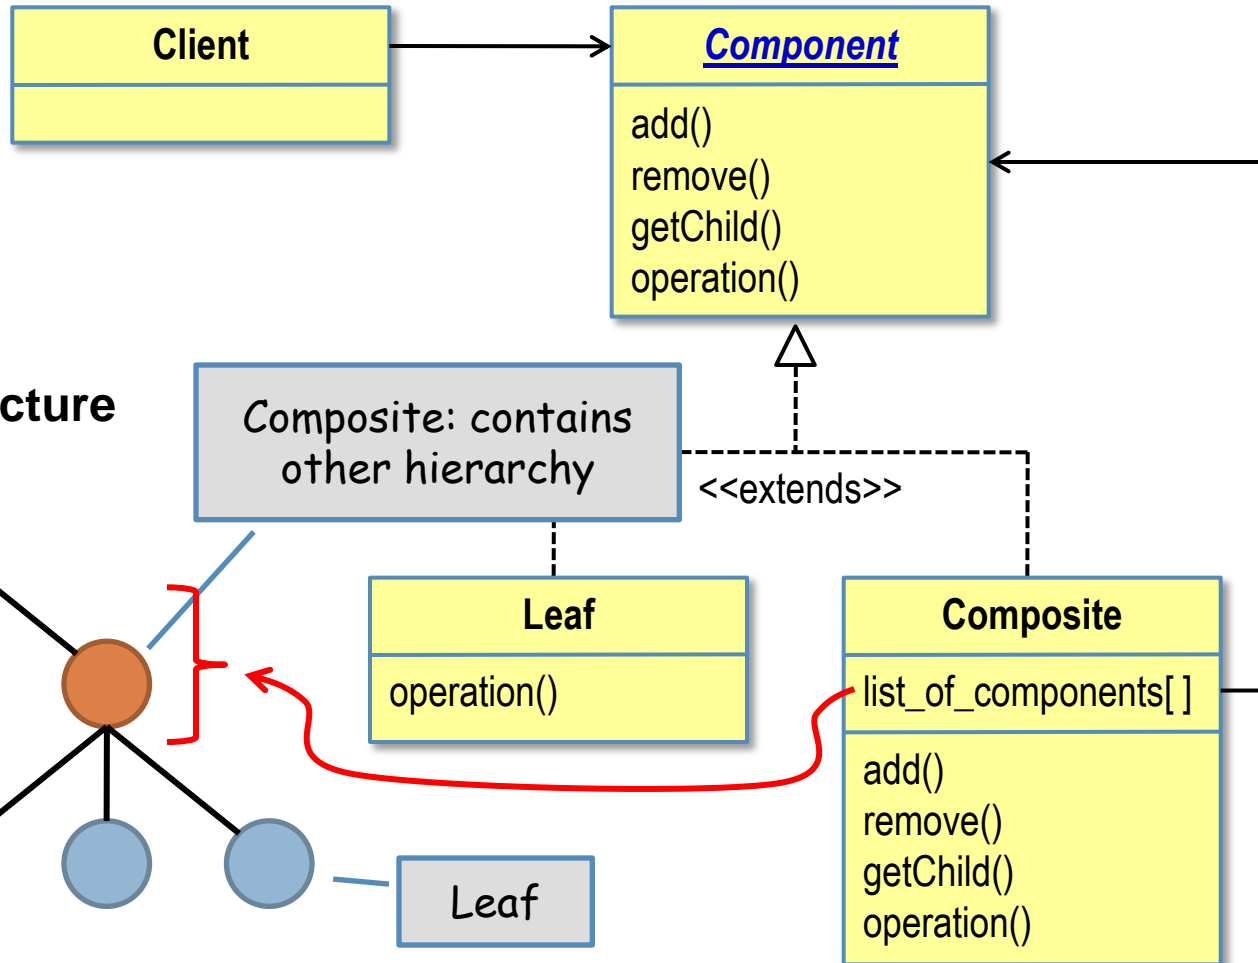 Client
Component
add()
remove()
getChild()
operation()
cture
Composite: contains
other hierarchy
<<extends>>
Leaf
operation()
Composite
list_of_components[ ]
add()
remove()
getChild()
operation()
Leaf